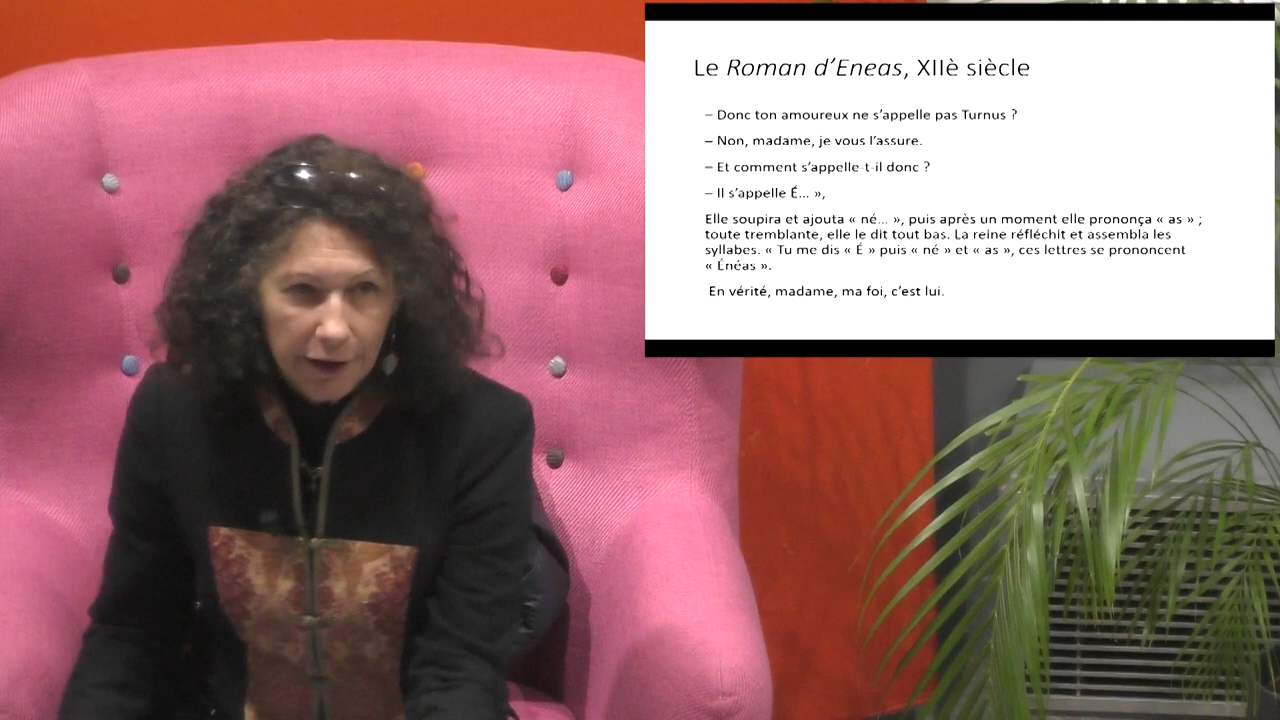 Le Roman d’Eneas, XIIè siècle
– Donc ton amoureux ne s’appelle pas Turnus ?
– Non, madame, je vous l’assure.
– Et comment s’appelle-t-il donc ?
– Il s’appelle É... »,
Elle soupira et ajouta « né... », puis après un moment elle prononça « as » ;
toute tremblante, elle le dit tout bas. La reine réfléchit et assembla les
syllabes. « Tu me dis « É » puis « né » et « as », ces lettres se prononcent
« Énéas ».
En vérité, madame, ma foi, c’est lui.